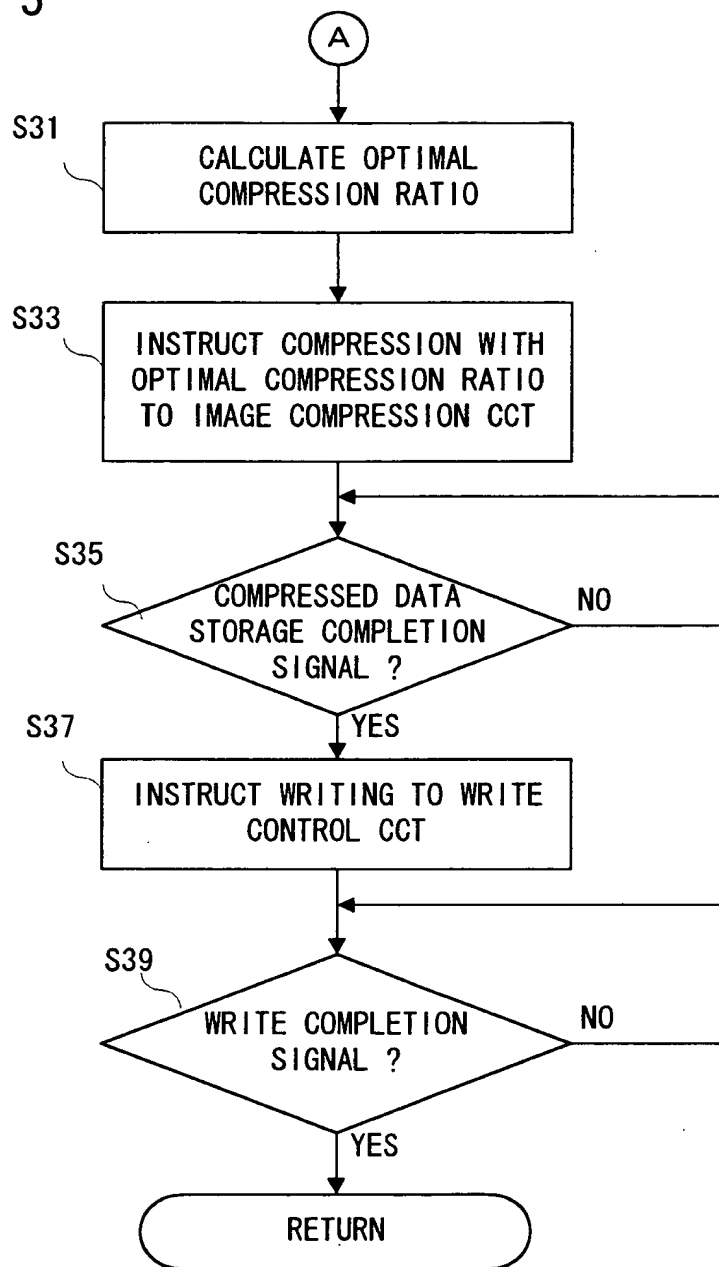 A
S31
CALCULATE OPTIMAL
COMPRESSION RATIO
S33
INSTRUCT COMPRESSION WITH
OPTIMAL COMPRESSION RATIO
TO IMAGE COMPRESSION CCT
S35
COMPRESSED DATA
STORAGE COMPLETION
SIGNAL ?
NO
YES
S37
INSTRUCT WRITING TO WRITE
CONTROL CCT
S39
WRITE COMPLETION
SIGNAL ?
NO
YES
RETURN